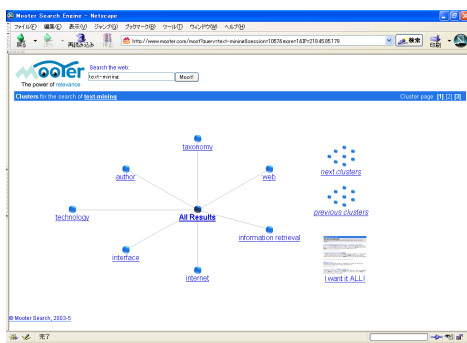 Mooter Search Engine - Netscape
ファイル(F) 編集(E) 表示(V) ジャンプ(G) ブックマーク(B) ツール(T) ウィンドウ(W) ヘルプ(H)
戻る 再読み込み 検索 印刷
Search the web:
text-mining Moot!
Mooter
The power of relevance
Clusters for the search of text-mining Cluster page [1] [2] [3]
taxonomy
author
web
next clusters
technology
All Results
previous clusters
information retrieval
interface
internet
I want it ALL!
© Mooter Search, 2003-5
完了